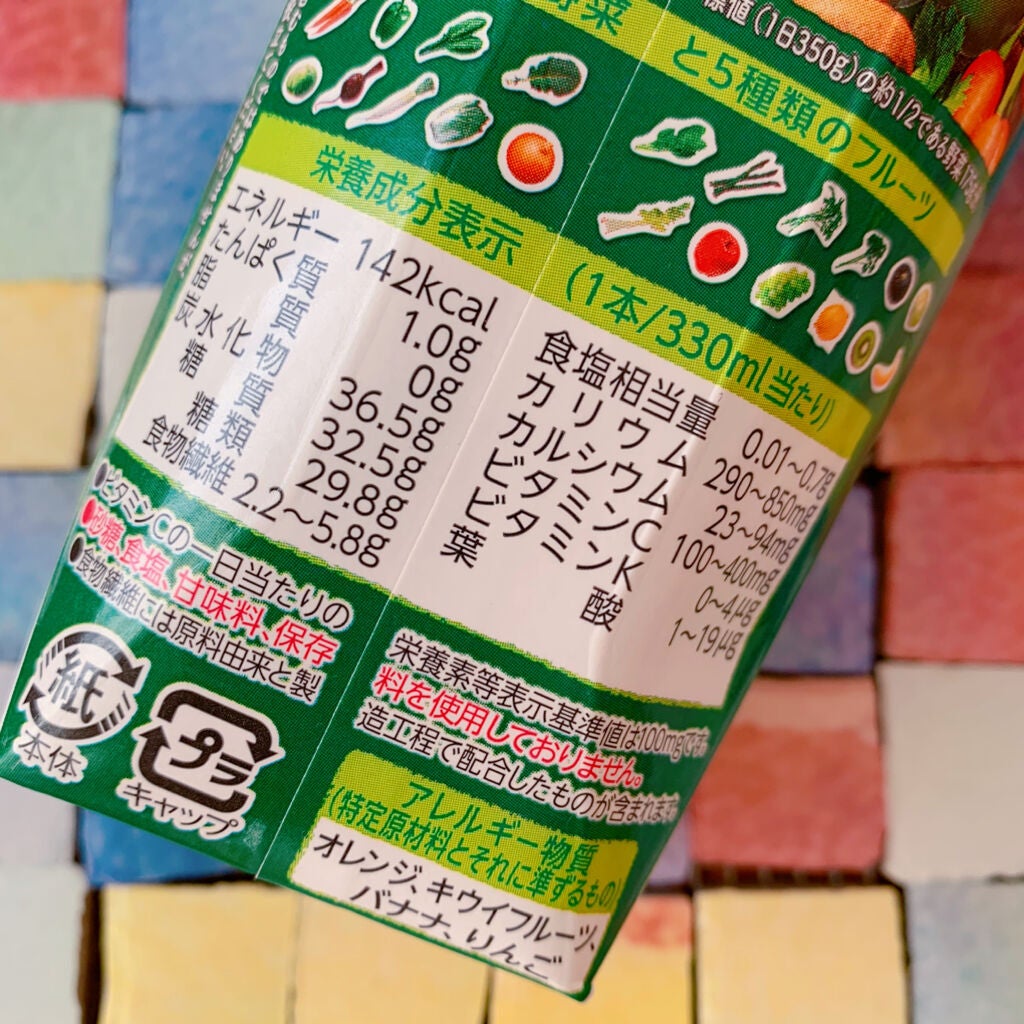 標値(1日350g)の約1/2である野菜
野菜 と5種類のフルーツ
栄養成分表示 (1本/330ml当たり)
エネルギー 142kcal
たんぱく質 1.0g
脂質 0g
炭水化物 36.5g
糖質 32.5g
糖類 29.8g
食物繊維 2.2~5.8g
食塩相当量 0.01~0.7g
カリウム 290~850mg
カルシウム 23~94mg
ビタミンC 100~400mg
ビタミンK 0~4μg
葉酸 1~19μg
●ビタミンCの一日当たりの栄養素等表示基準値は100mgです。
●砂糖、食塩、甘味料、保存料を使用しておりません。
●食物繊維には原料由来と製造工程で配合したものが含まれます
紙
本体
プラ
キャップ
アレルギー物質
(特定原材料とそれに準ずるもの)
オレンジ、キウイフルーツ、
バナナ、りんご